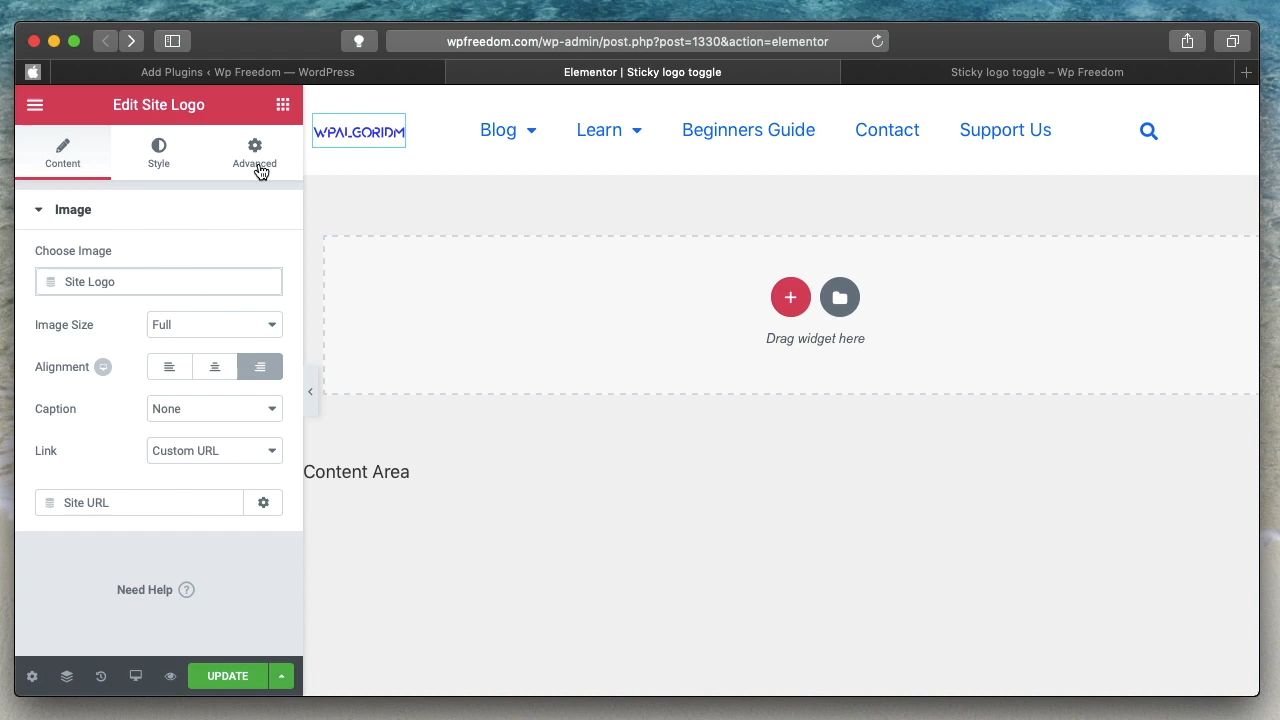 wpfreedom.com/wp-admin/post.php?post=1330&action=elementor
Add Plugins ‹ Wp Freedom — WordPress
Elementor | Sticky logo toggle
Sticky logo toggle – Wp Freedom
Edit Site Logo
WPALGORIDM
Blog
Learn
Beginners Guide
Contact
Support Us
Content
Style
Advanced
Image
Choose Image
Site Logo
Image Size
Full
Alignment
Caption
None
Link
Custom URL
Site URL
Need Help ?
UPDATE
Drag widget here
Content Area